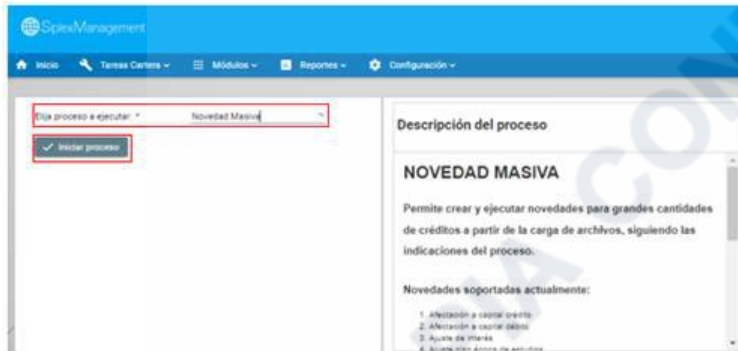 SiplexManagement
Inicio Tareas Cartera Módulos Reportes Configuración
Elija proceso a ejecutar: * Novedad Masiva
Iniciar proceso
Descripción del proceso
NOVEDAD MASIVA
Permite crear y ejecutar novedades para grandes cantidades
de créditos a partir de la carga de archivos, siguiendo las
indicaciones del proceso.
Novedades soportadas actualmente:
1. Afectación a capital crédito
2. Afectación a capital débito
3. Ajuste de interés
4. Ajuste